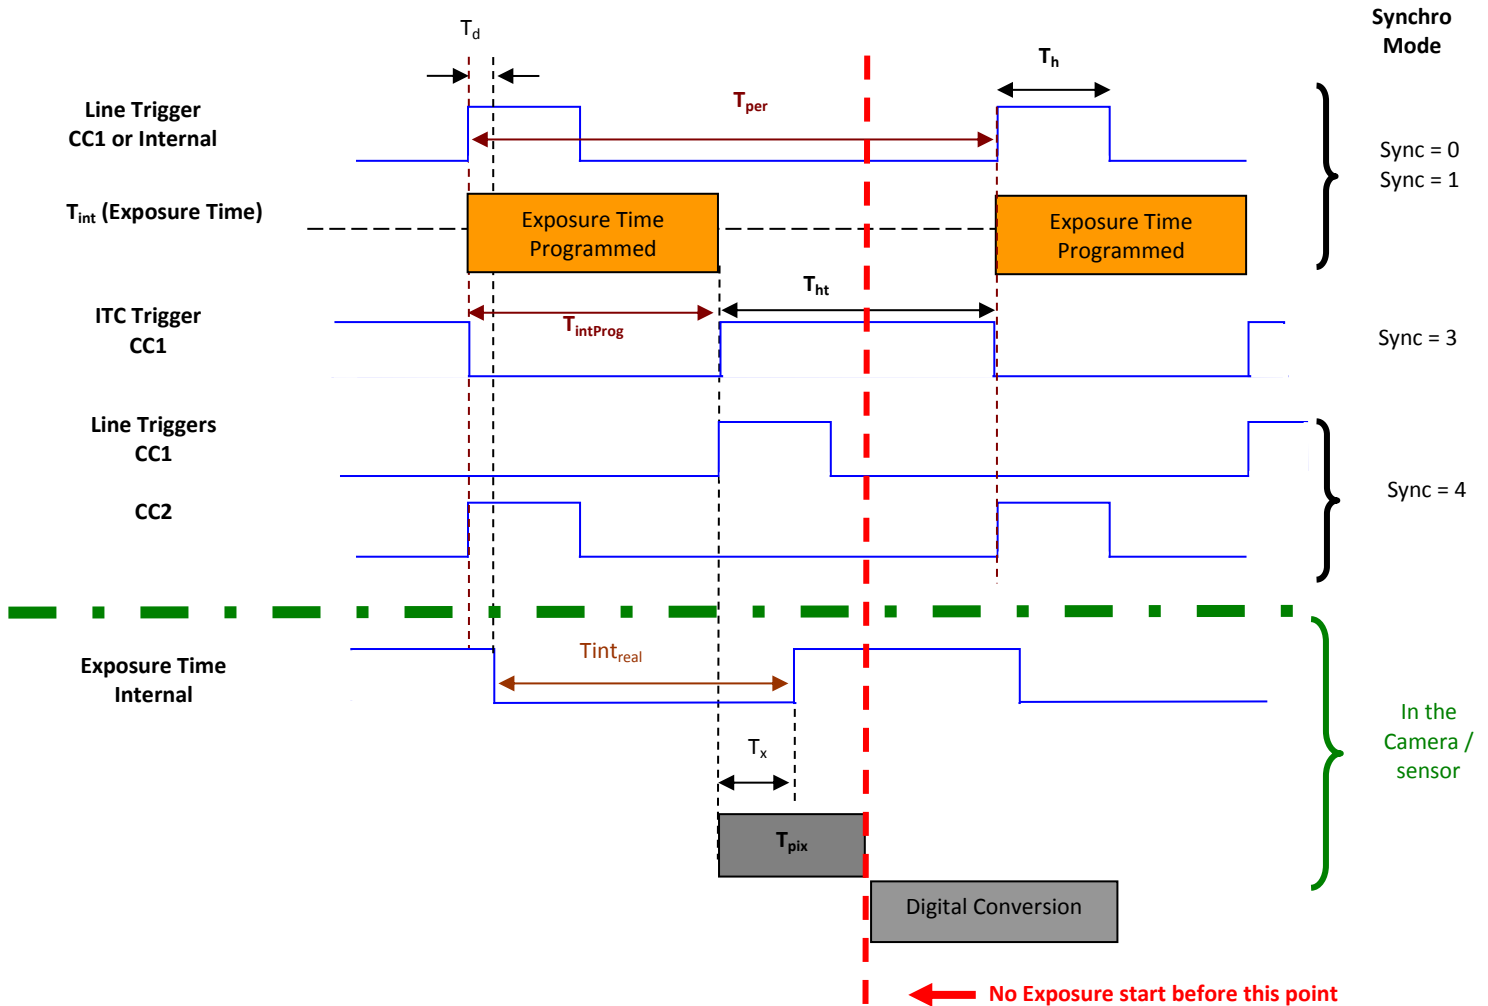 Synchro
Mode
Td
Th
Line Trigger
CC1 or Internal
Tper
Sync = 0
Sync = 1
Tint (Exposure Time)
Exposure Time
Programmed
Exposure Time
Programmed
Tht
ITC Trigger
CC1
TintProg
Sync = 3
Line Triggers
CC1
CC2
Sync = 4
Exposure Time
Internal
Tintreal
In the
Camera /
sensor
Tx
Tpix
Digital Conversion
No Exposure start before this point